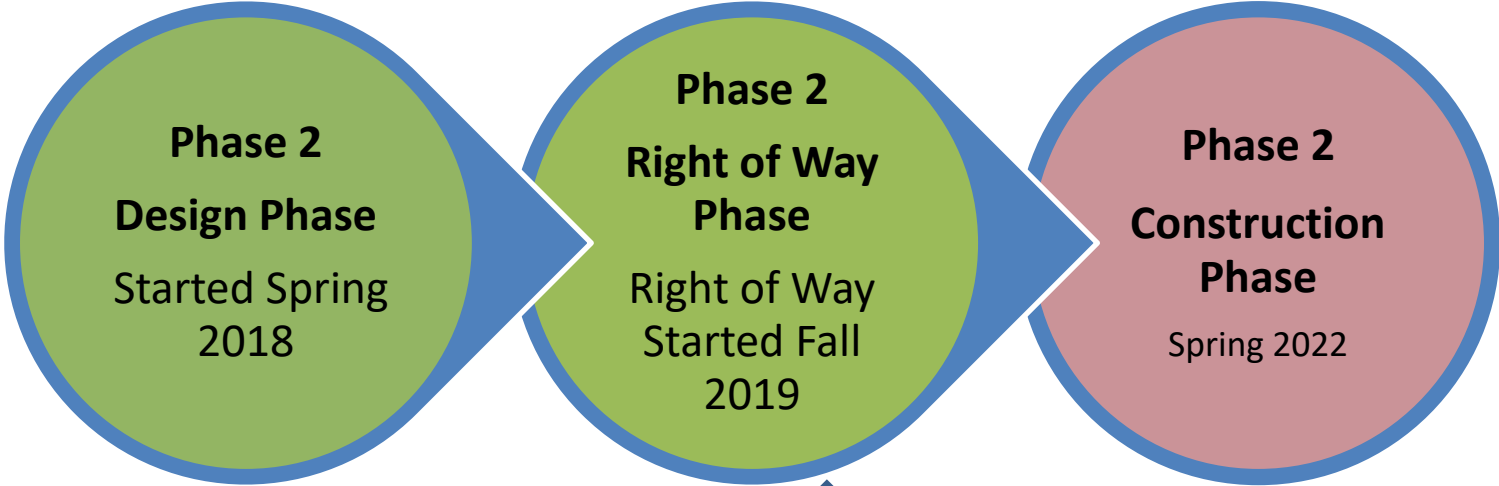 Phase 2
Design Phase
Started Spring
2018
Phase 2
Right of Way
Phase
Right of Way
Started Fall
2019
Phase 2
Construction
Phase
Spring 2022